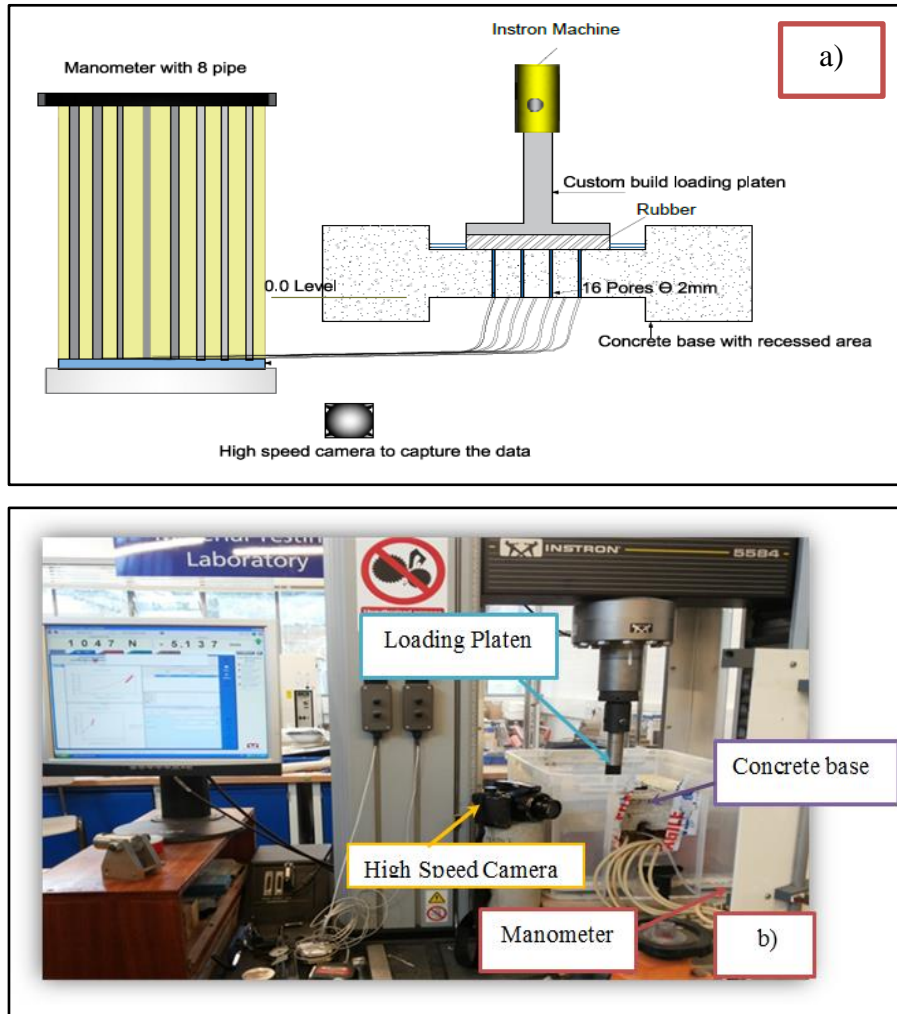 Instron Machine
a)
Manometer with 8 pipe
Custom build loading platen
Rubber
0.0 Level
16 Pores Ө 2mm
Concrete base with recessed area
High speed camera to capture the data
Laboratory
INSTRON
5584
1047 N -5.137
Loading Platen
Concrete base
High Speed Camera
Manometer
b)